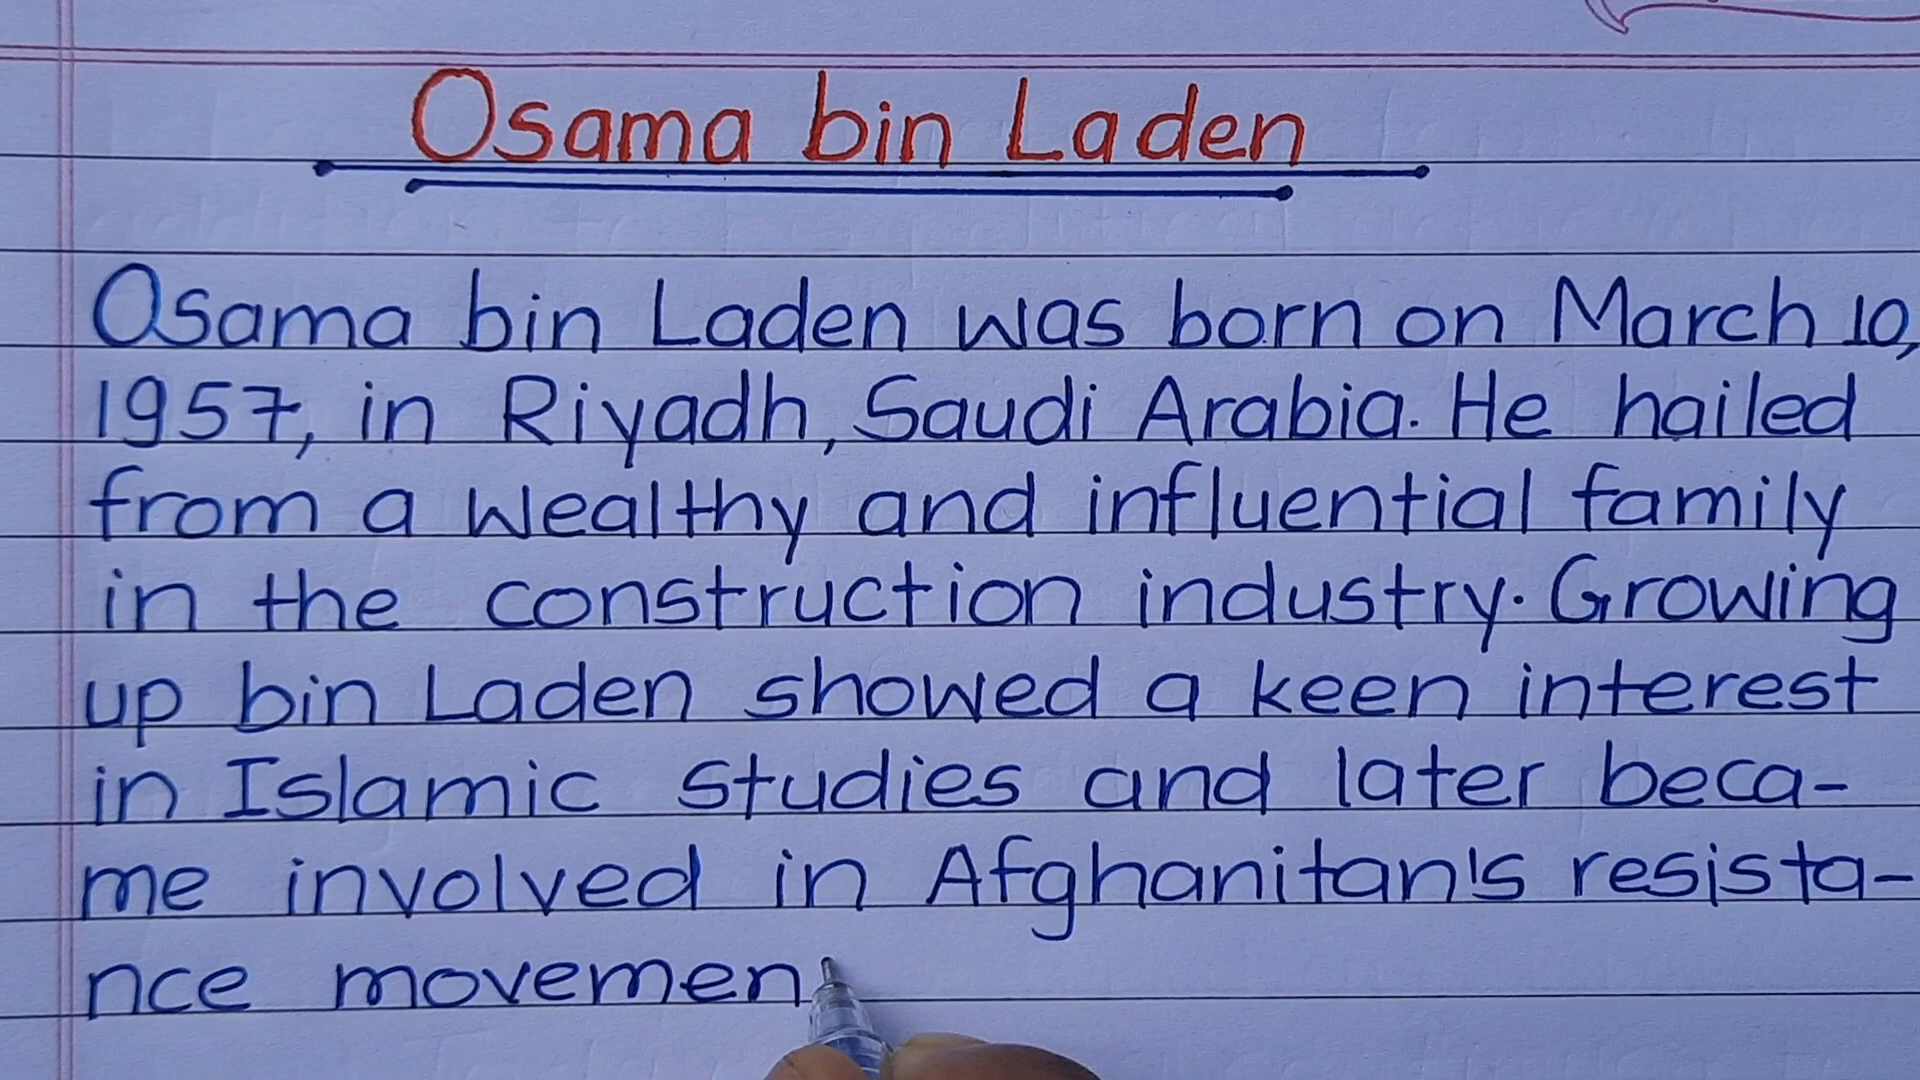 Osama bin Laden
Osama bin Laden was born on March 10,
1957, in Riyadh, Saudi Arabia. He hailed
from a wealthy and influential family
in the construction industry. Growing
up bin Laden showed a keen interest
in Islamic studies and later beca-
me involved in Afghanitan's resista-
nce movemen